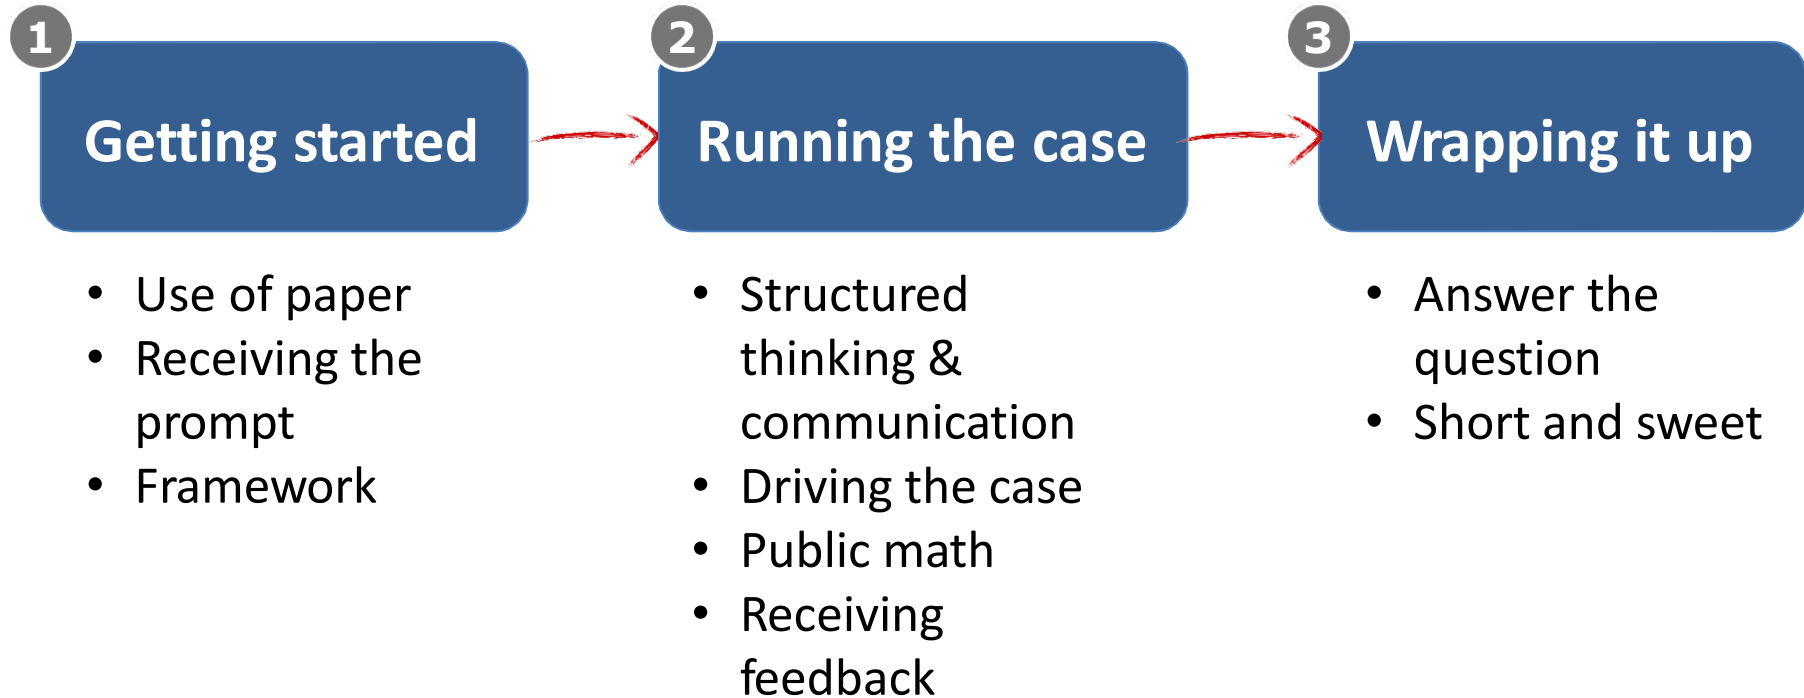 1
Getting started
• Use of paper
• Receiving the
prompt
• Framework
2
Running the case
• Structured
thinking &
communication
• Driving the case
• Public math
• Receiving
feedback
3
Wrapping it up
• Answer the
question
• Short and sweet